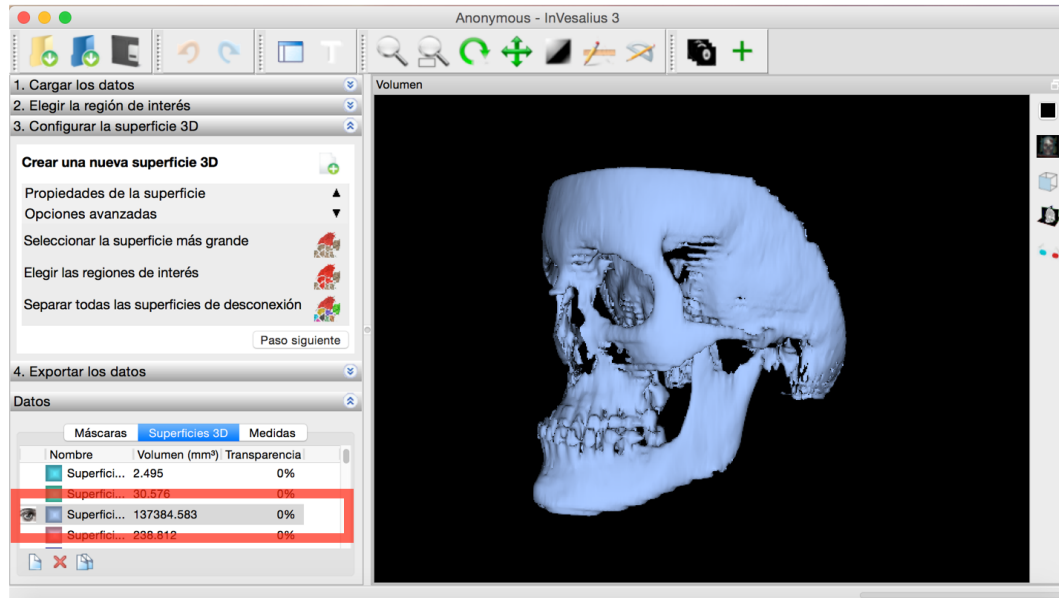 Anonymous - InVesalius 3
1. Cargar los datos
2. Elegir la región de interés
3. Configurar la superficie 3D
Crear una nueva superficie 3D
Propiedades de la superficie
Opciones avanzadas
Seleccionar la superficie más grande
Elegir las regiones de interés
Separar todas las superficies de desconexión
Paso siguiente
4. Exportar los datos
Datos
Máscaras Superficies 3D Medidas
Nombre Volumen (mm³) Transparencia
Superfici... 2.495 0%
Superfici... 30.576 0%
Superfici... 137384.583 0%
Superfici... 238.812 0%
Volumen